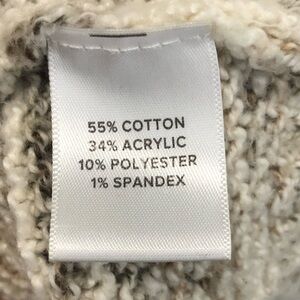 55% COTTON
34% ACRYLIC
10% POLYESTER
1% SPANDEX